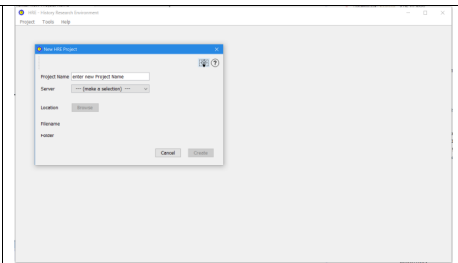 HRE - History Research Environment
Project Tools Help
New HRE Project
Project Name enter new Project Name
Server --- (make a selection) ---
Location Browse
Filename
Folder
Cancel Create